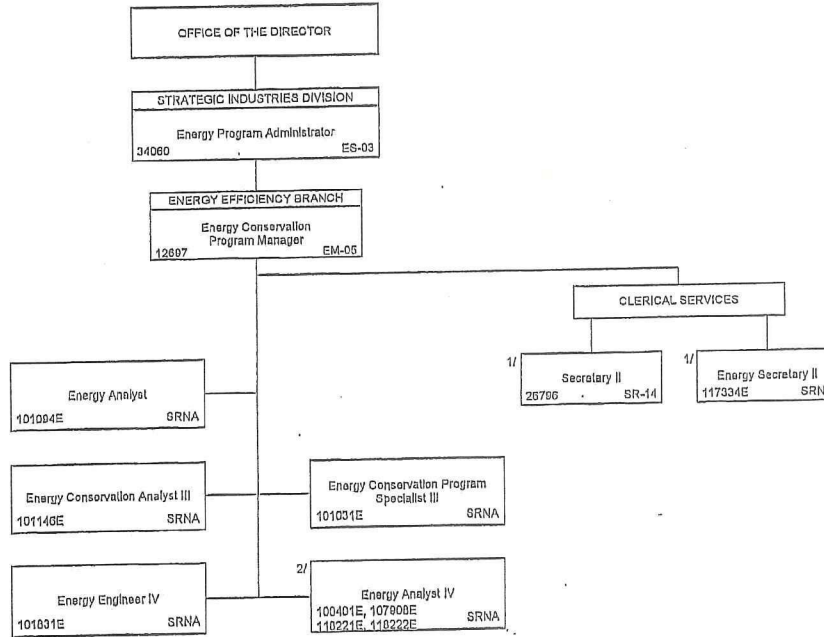 OFFICE OF THE DIRECTOR
STRATEGIC INDUSTRIES DIVISION
Energy Program Administrator
34060 ES-03
ENERGY EFFICIENCY BRANCH
Energy Conservation
Program Manager
12697 EM-05
CLERICAL SERVICES
1/
Secretary II
26796 SR-14
1/
Energy Secretary II
117334E SRN
Energy Analyst
101094E SRNA
Energy Conservation Analyst III
101146E SRNA
Energy Conservation Program
Specialist III
101031E SRNA
Energy Engineer IV
101831E SRNA
2/
Energy Analyst IV
100401E, 107908E
118221E, 118222E SRNA